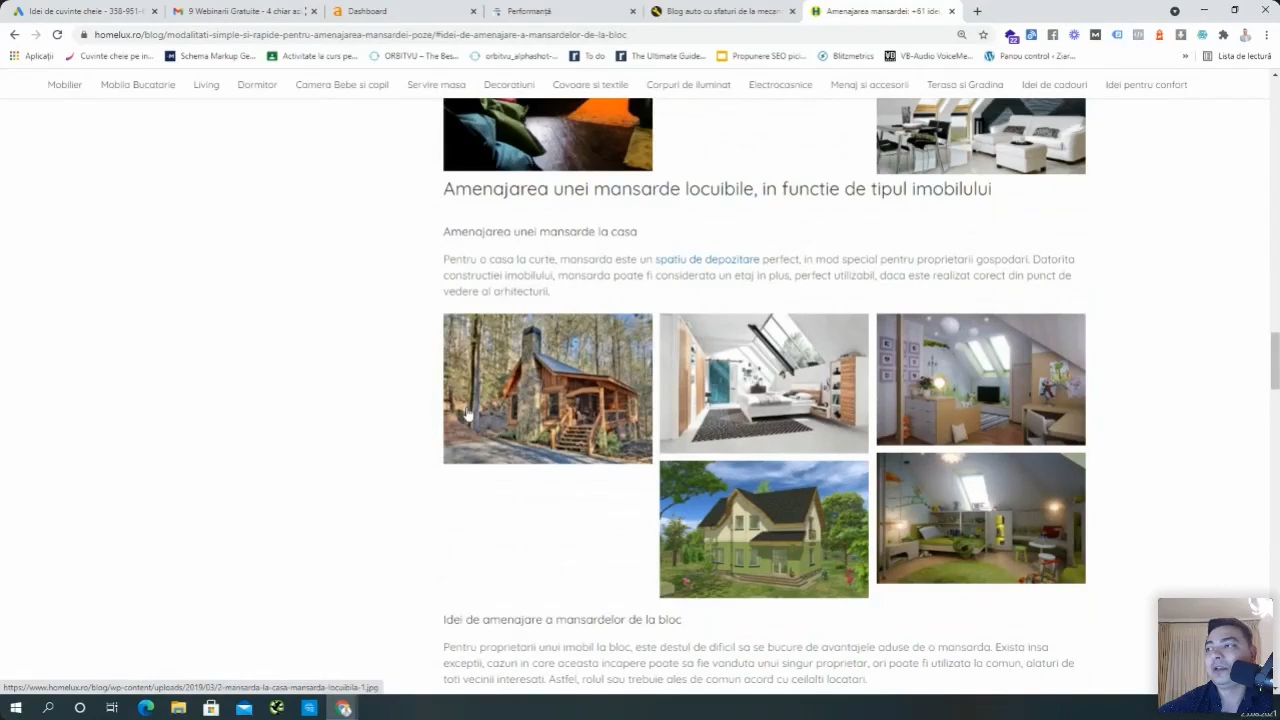 Idei de cuvinte cheie - 358-951-
9 Webinarii Gratuite - 4 chiar as
Dashboard
Performanță
Blog auto cu sfaturi de la mecan
Amenajarea mansardei: +61 idei
homelux.ro/blog/modalitati-simple-si-rapide-pentru-amenajarea-mansardei-poze/#idei-de-amenajare-a-mansardelor-de-la-bloc
Aplicații
Cuvinte cheie pe în...
Schema Markup Ge...
Activitate la curs pe...
ORBITVU – The Bes...
orbitvu_alphashot-...
To do
The Ultimate Guide...
Propunere SEO pici...
Blitzmetrics
VB-Audio VoiceMe...
Panou control ‹ Ziar...
»
Lista de lectură
Mobilier Mobila Bucatarie Living Dormitor Camera Bebe si copil Servire masa Decoratiuni Covoare si textile Corpuri de iluminat Electrocasnice Menaj si accesorii Terasa si Gradina Idei de cadouri Idei pentru confort
Amenajarea unei mansarde locuibile, in functie de tipul imobilului
Amenajarea unei mansarde la casa
Pentru o casa la curte, mansarda este un spatiu de depozitare perfect, in mod special pentru proprietarii gospodari. Datorita
constructiei imobilului, mansarda poate fi considerata un etaj in plus, perfect utilizabil, daca este realizat corect din punct de
vedere al arhitecturii.
Idei de amenajare a mansardelor de la bloc
Pentru proprietarii unui imobil la bloc, este destul de dificil sa se bucure de avantajele aduse de o mansarda. Exista insa
exceptii, cazuri in care aceasta incapere poate sa fie vanduta unui singur proprietar, ori poate fi utilizata la comun, alaturi de
toti vecinii interesati. Astfel, rolul sau trebuie ales de comun acord cu ceilalti locatari.
https://www.homelux.ro/blog/wp-content/uploads/2019/03/2-mansarda-la-casa-mansarda-locuibila-1.jpg